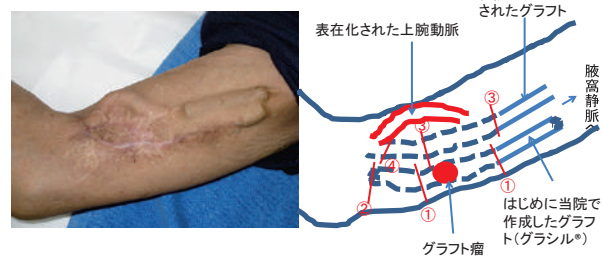 されたグラフト
表在化された上腕動脈
腋窩静脈へ
③
③
④
②
①
①
はじめに当院で
作成したグラフ
ト(グラシル®)
グラフト瘤